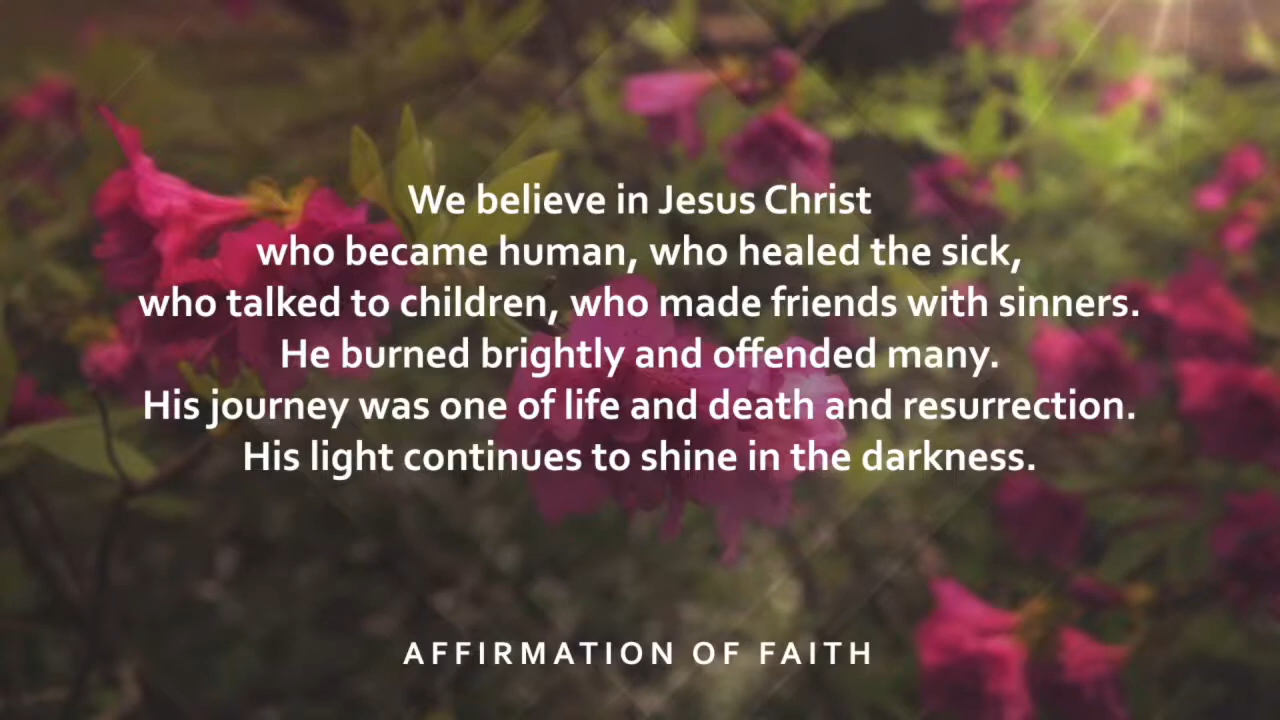 We believe in Jesus Christ
who became human, who healed the sick,
who talked to children, who made friends with sinners.
He burned brightly and offended many.
His journey was one of life and death and resurrection.
His light continues to shine in the darkness.
AFFIRMATION OF FAITH